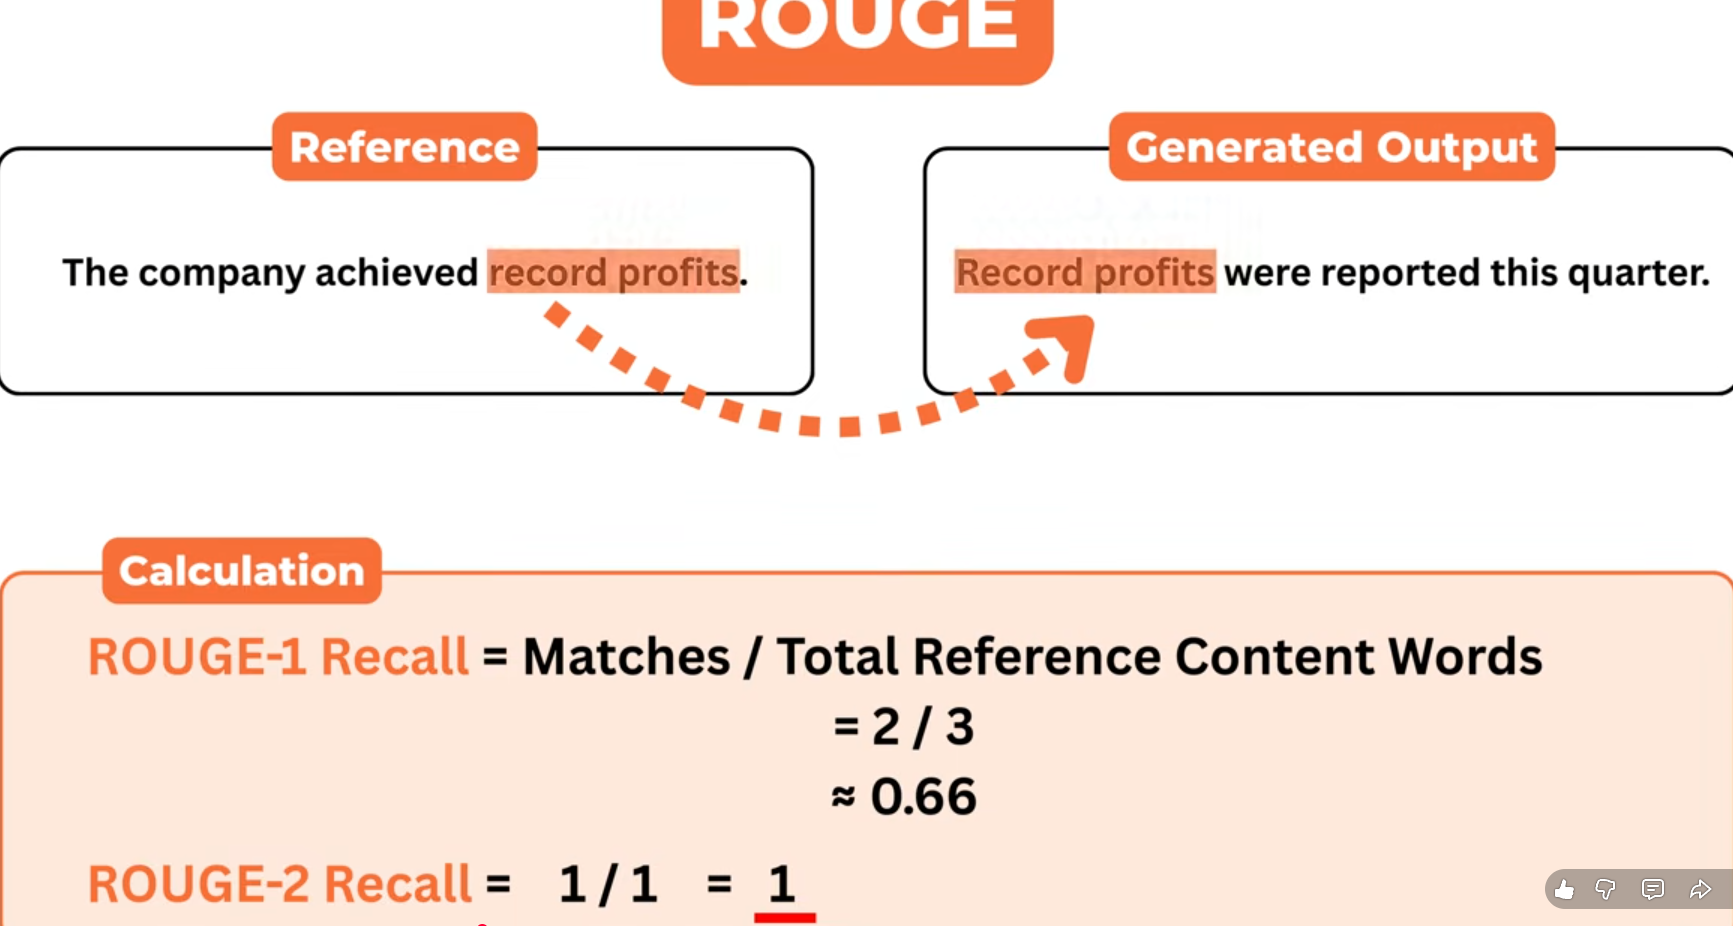 ROUGE
Reference
Generated Output
The company achieved record profits.
Record profits were reported this quarter.
Calculation
ROUGE-1 Recall = Matches / Total Reference Content Words
= 2 / 3
≈ 0.66
ROUGE-2 Recall = 1 / 1 = 1